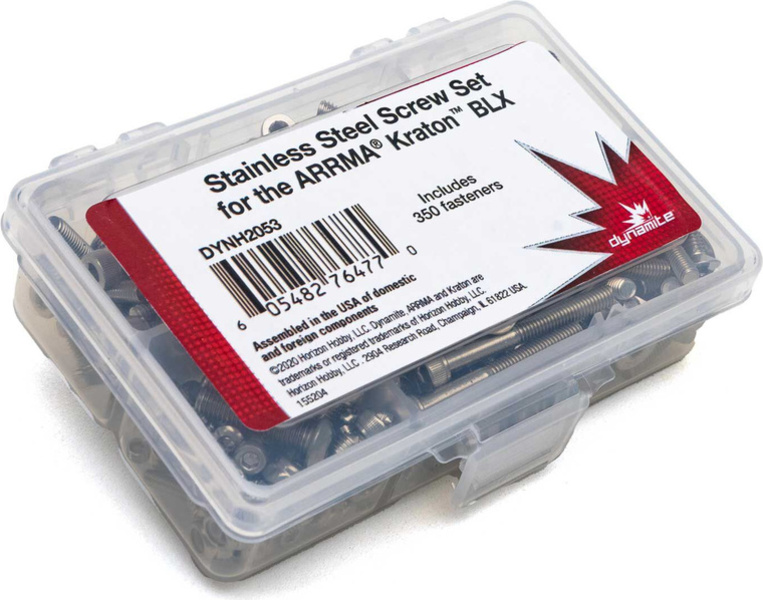 Stainless Steel Screw Set
for the ARRMA® Kraton™ BLX
DYNH2053
Includes
350 fasteners
6 05482 76477 0
Assembled in the USA of domestic
and foreign components
©2020 Horizon Hobby, LLC. Dynamite, ARRMA and Kraton are
trademarks or registered trademarks of Horizon Hobby, LLC.
Horizon Hobby, LLC. 2904 Research Road, Champaign, IL 61822 USA.
155204
dynamite